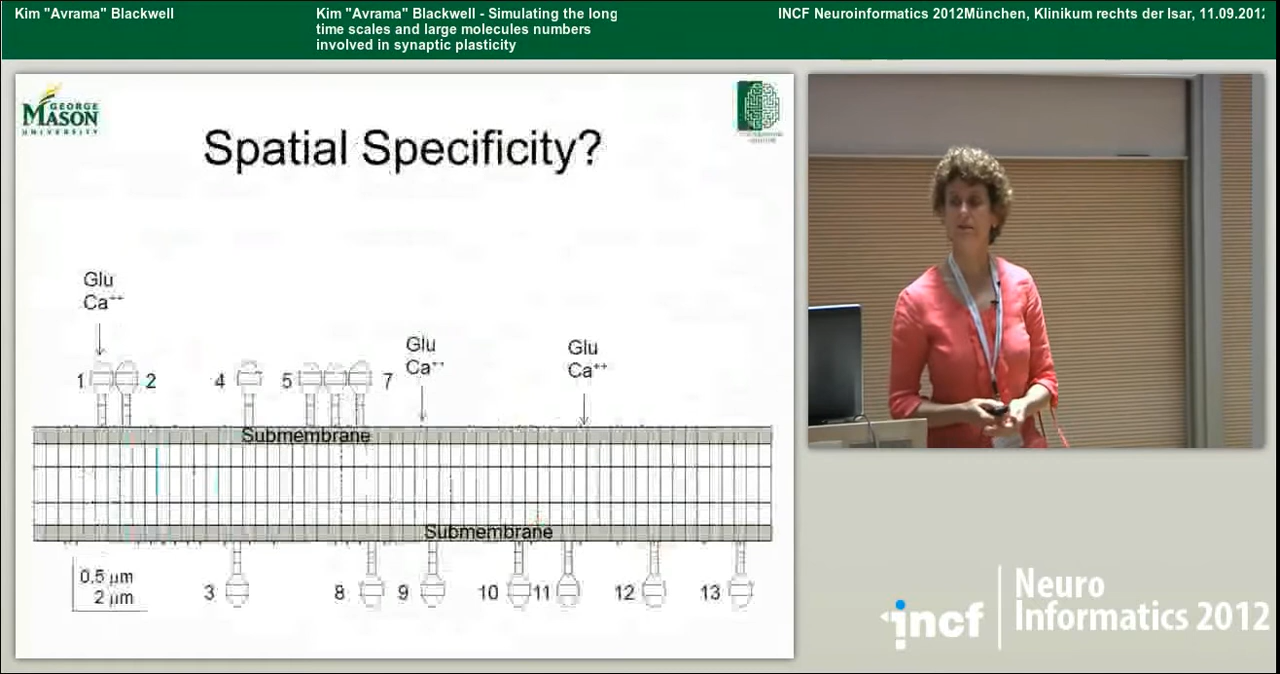 Kim "Avrama" Blackwell
Kim "Avrama" Blackwell - Simulating the long
time scales and large molecules numbers
involved in synaptic plasticity
INCF Neuroinformatics 2012München, Klinikum rechts der Isar, 11.09.2012
GEORGE
MASON
UNIVERSITY
Spatial Specificity?
Glu
Ca++
Glu
Ca++
Glu
Ca++
1 2 4 5 7
Submembrane
Submembrane
0.5 µm
2 µm
3 8 9 10 11 12 13
incf
Neuro
Informatics 2012